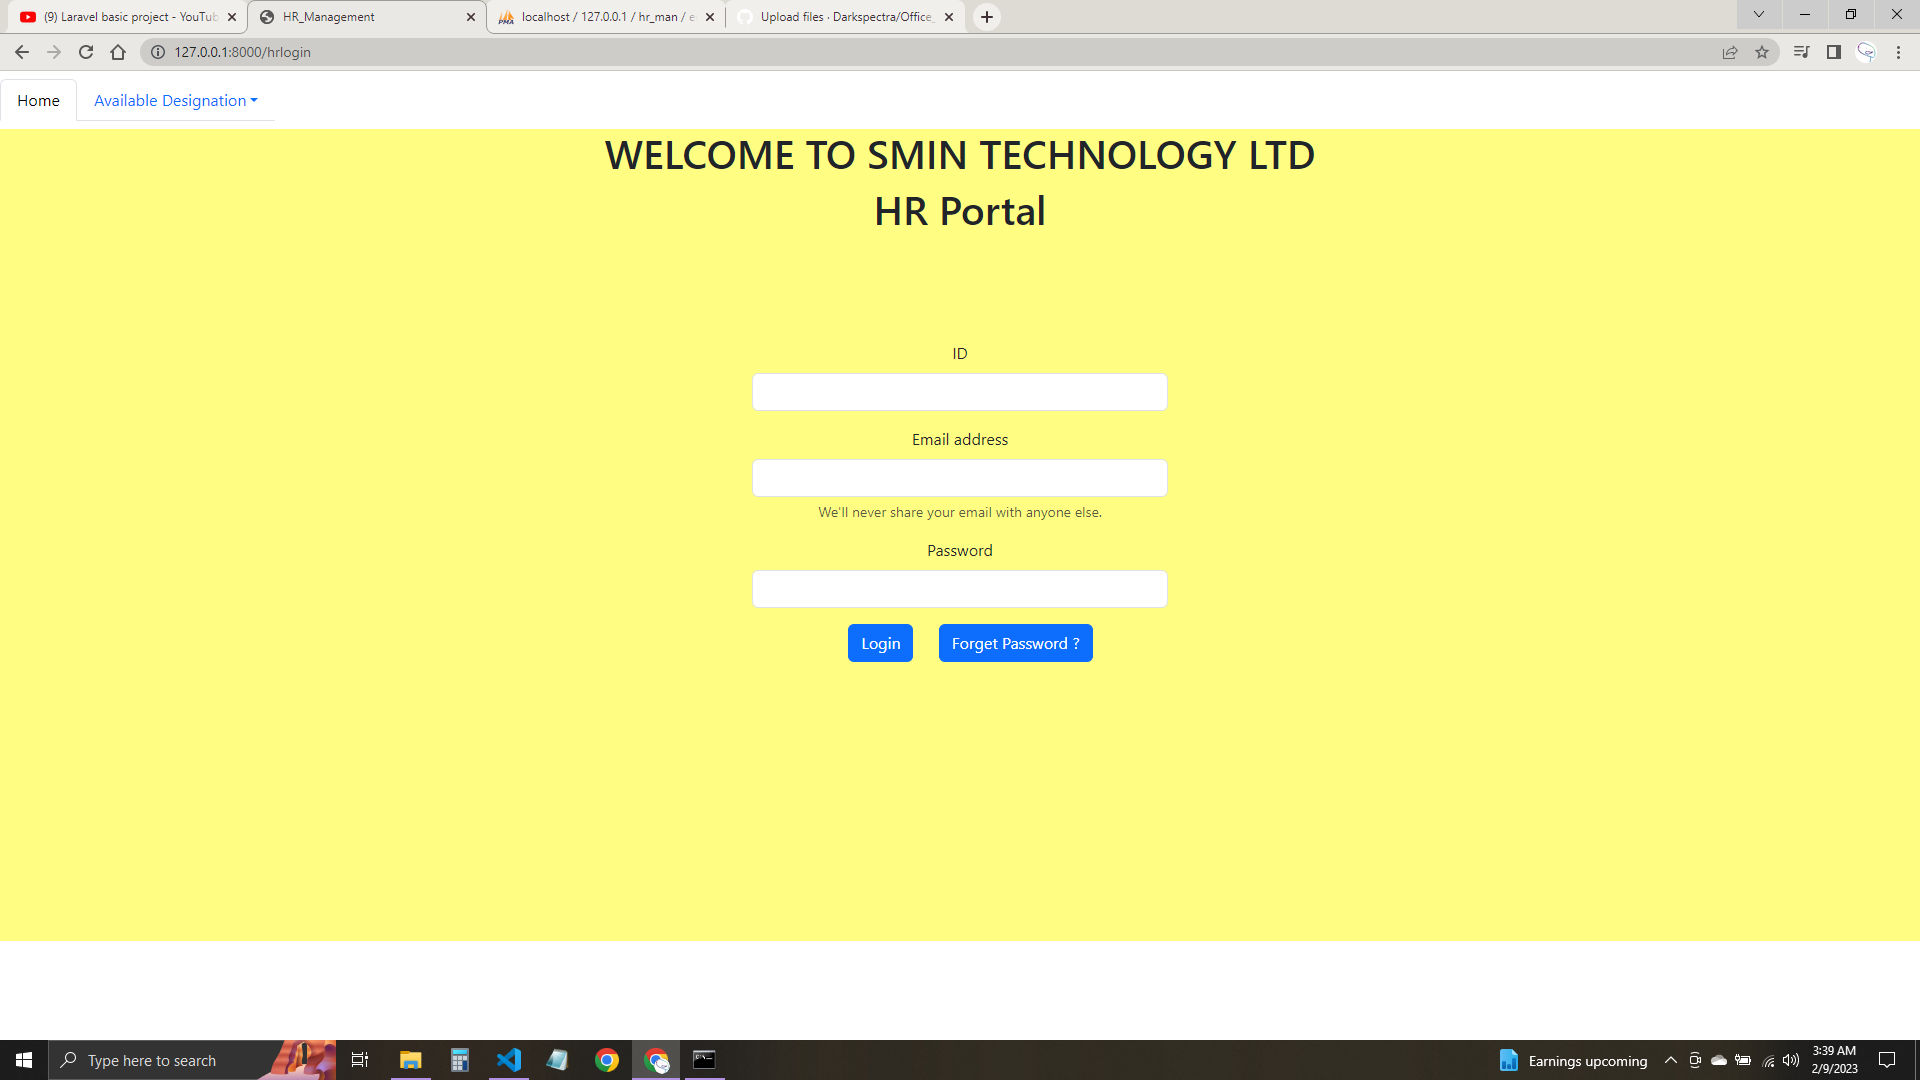 (9) Laravel basic project - YouTub
HR_Management
localhost / 127.0.0.1 / hr_man / e
Upload files · Darkspectra/Office_
127.0.0.1:8000/hrlogin
Home
Available Designation
WELCOME TO SMIN TECHNOLOGY LTD
HR Portal
ID
Email address
We'll never share your email with anyone else.
Password
Login
Forget Password ?
Type here to search
Earnings upcoming
3:39 AM
2/9/2023